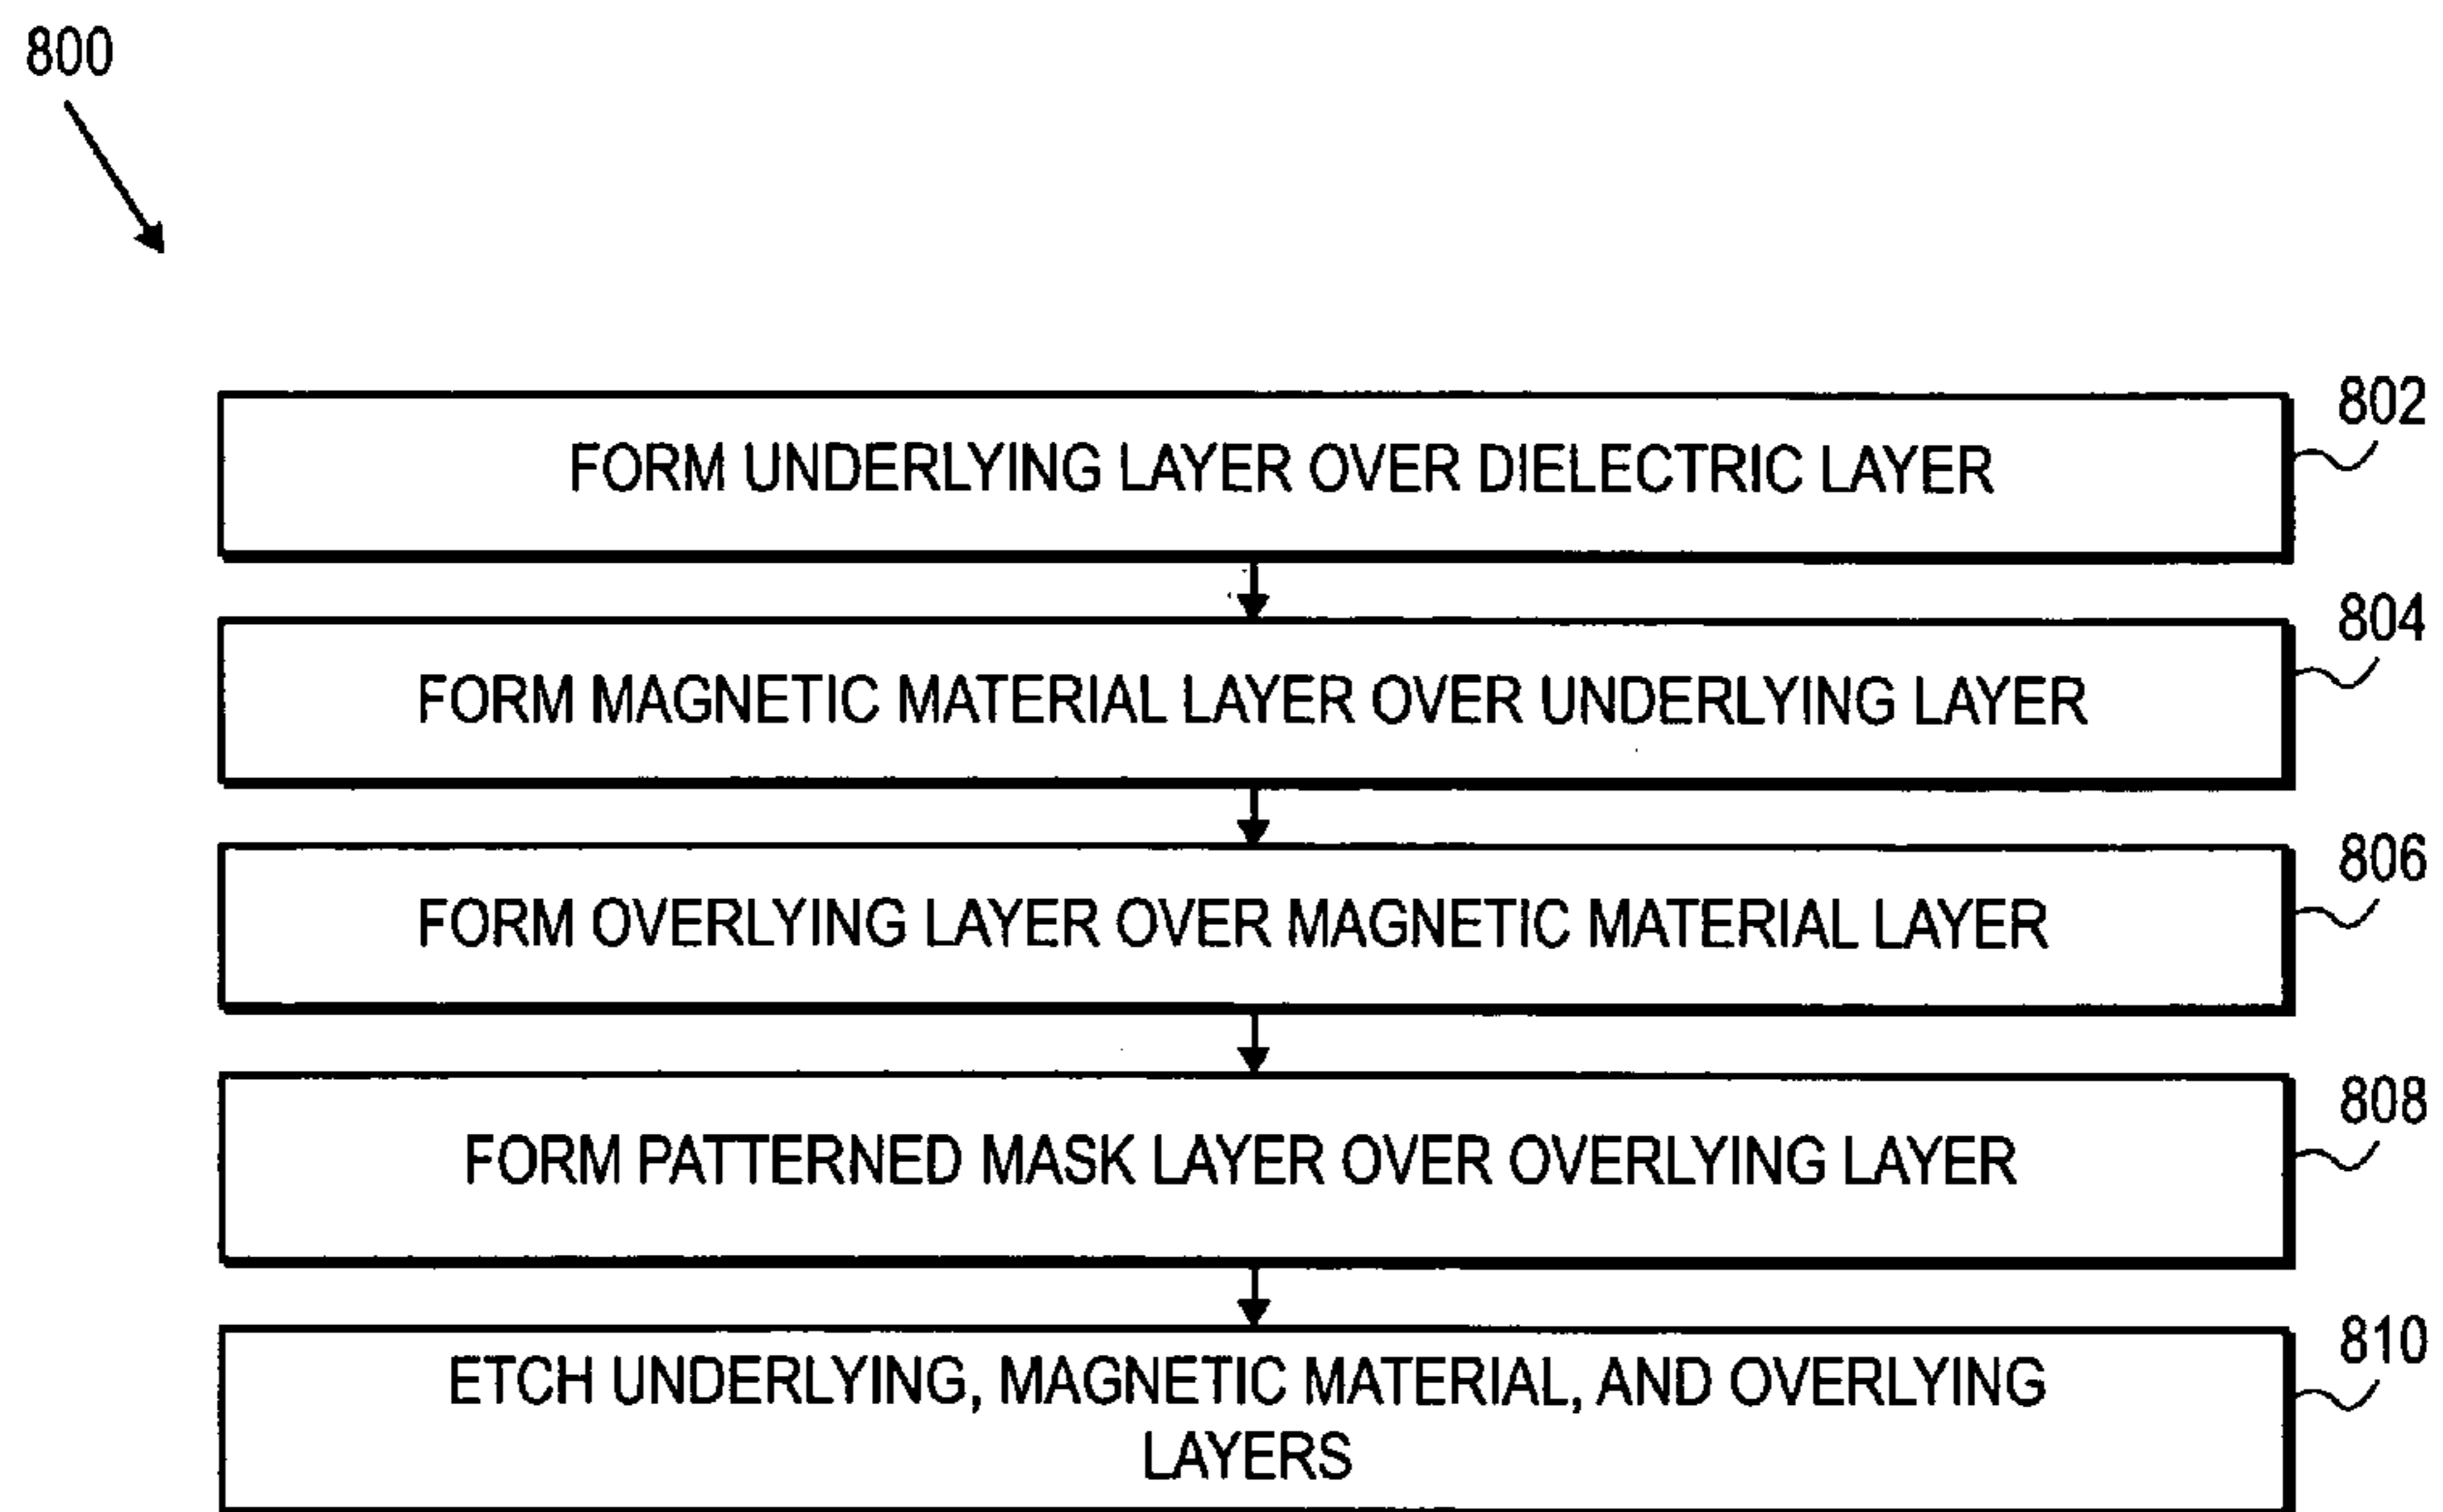 800
802
FORM UNDERLYING LAYER OVER DIELECTRIC LAYER
804
FORM MAGNETIC MATERIAL LAYER OVER UNDERLYING LAYER
806
FORM OVERLYING LAYER OVER MAGNETIC MATERIAL LAYER
808
FORM PATTERNED MASK LAYER OVER OVERLYING LAYER
810
ETCH UNDERLYING, MAGNETIC MATERIAL, AND OVERLYING
LAYERS